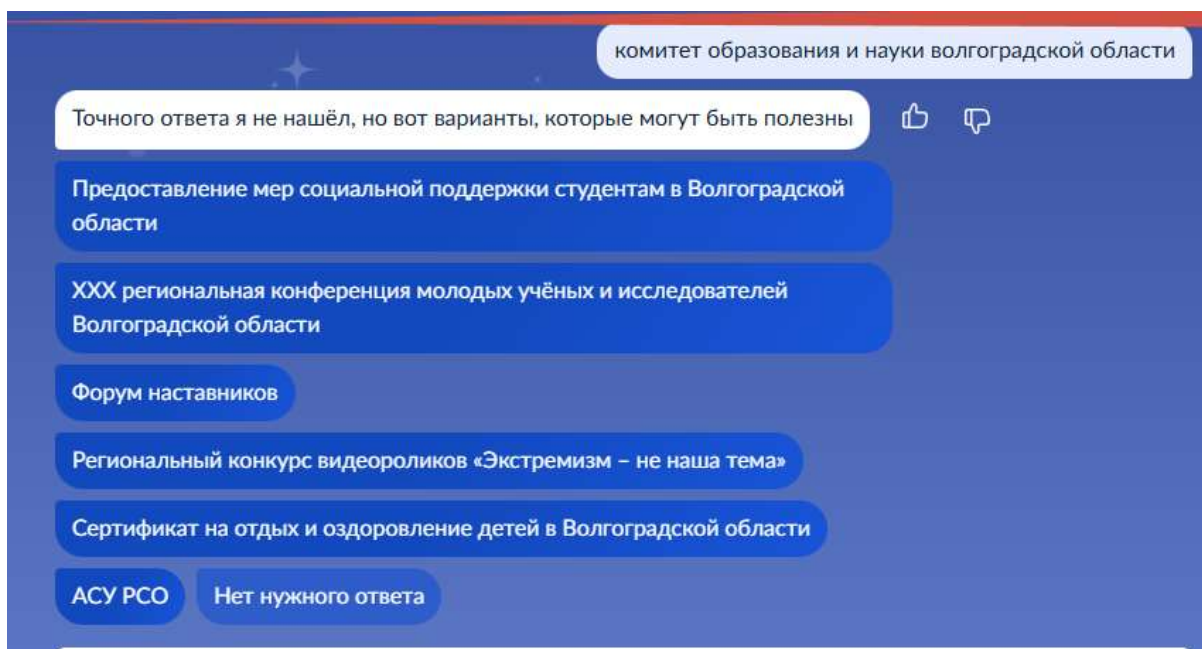 комитет образования и науки волгоградской области
Точного ответа я не нашёл, но вот варианты, которые могут быть полезны
Предоставление мер социальной поддержки студентам в Волгоградской
области
XXX региональная конференция молодых учёных и исследователей
Волгоградской области
Форум наставников
Региональный конкурс видеороликов «Экстремизм – не наша тема»
Сертификат на отдых и оздоровление детей в Волгоградской области
АСУ РСО Нет нужного ответа